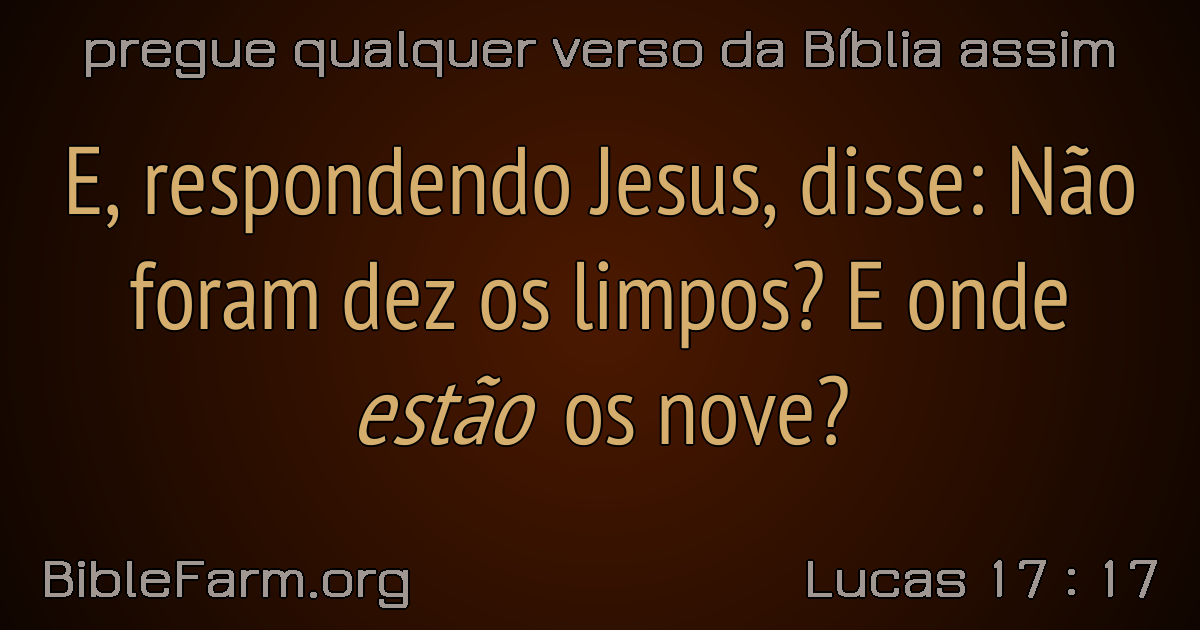 pregue qualquer verso da Bíblia assim
E, respondendo Jesus, disse: Não
foram dez os limpos? E onde
estão os nove?
BibleFarm.org
Lucas 17 : 17